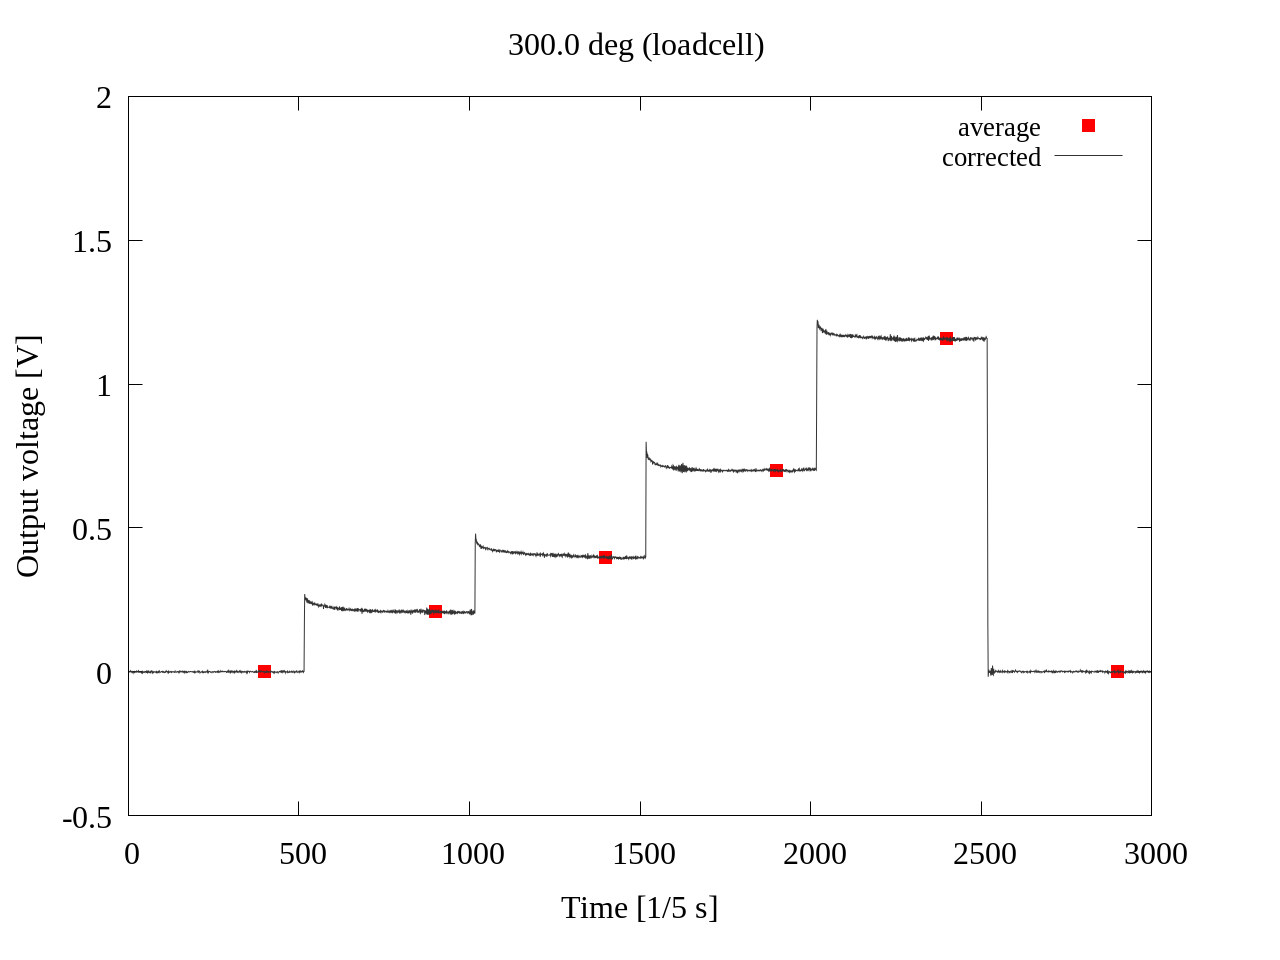 300.0 deg (loadcell)
average
corrected
2
1.5
1
0.5
0
-0.5
Output voltage [V]
0 500 1000 1500 2000 2500 3000
Time [1/5 s]